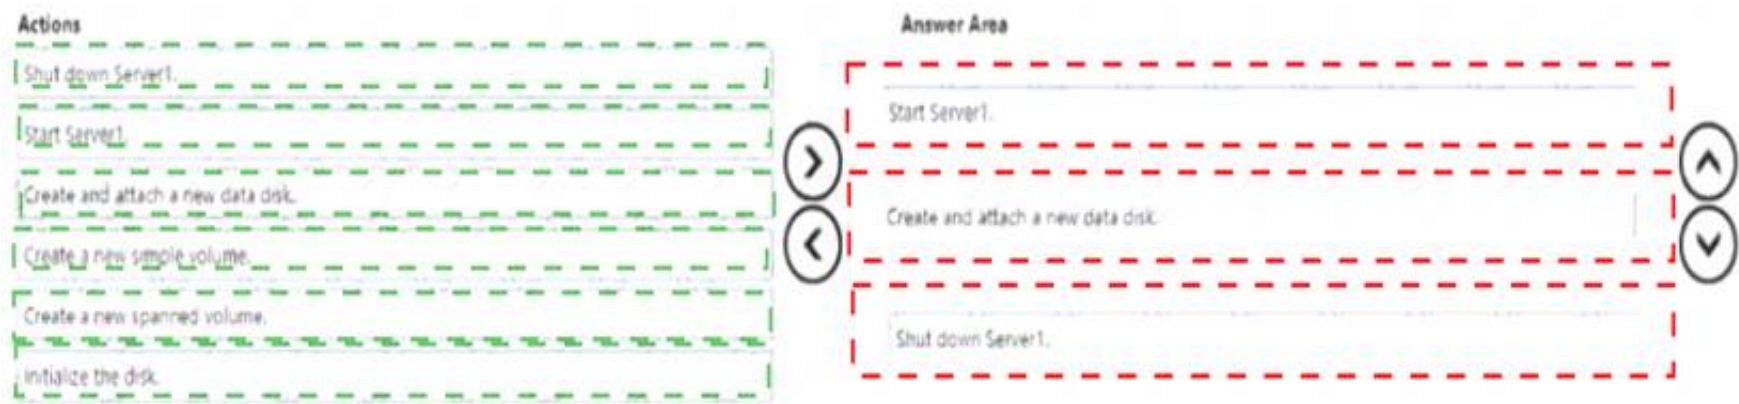 Actions
Shut down Server1.
Start Server1.
Create and attach a new data disk.
Create a new simple volume.
Create a new spanned volume.
Initialize the disk.
Answer Area
Start Server1.
Create and attach a new data disk.
Shut down Server1.